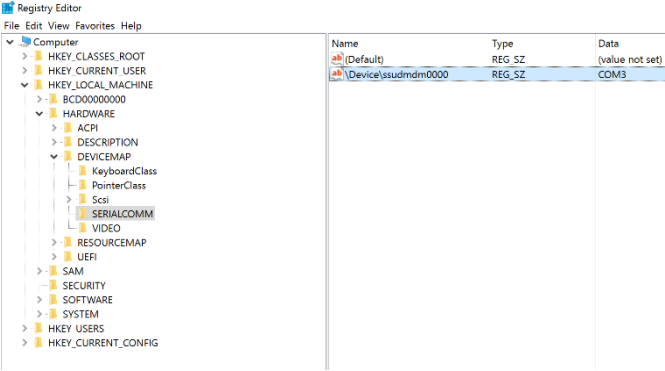 Registry Editor
File Edit View Favorites Help
Computer
HKEY_CLASSES_ROOT
HKEY_CURRENT_USER
HKEY_LOCAL_MACHINE
BCD00000000
HARDWARE
ACPI
DESCRIPTION
DEVICEMAP
KeyboardClass
PointerClass
Scsi
SERIALCOMM
VIDEO
RESOURCEMAP
UEFI
SAM
SECURITY
SOFTWARE
SYSTEM
HKEY_USERS
HKEY_CURRENT_CONFIG
Name Type Data
ab (Default) REG_SZ (value not set)
ab \Device\ssudmdm0000 REG_SZ COM3